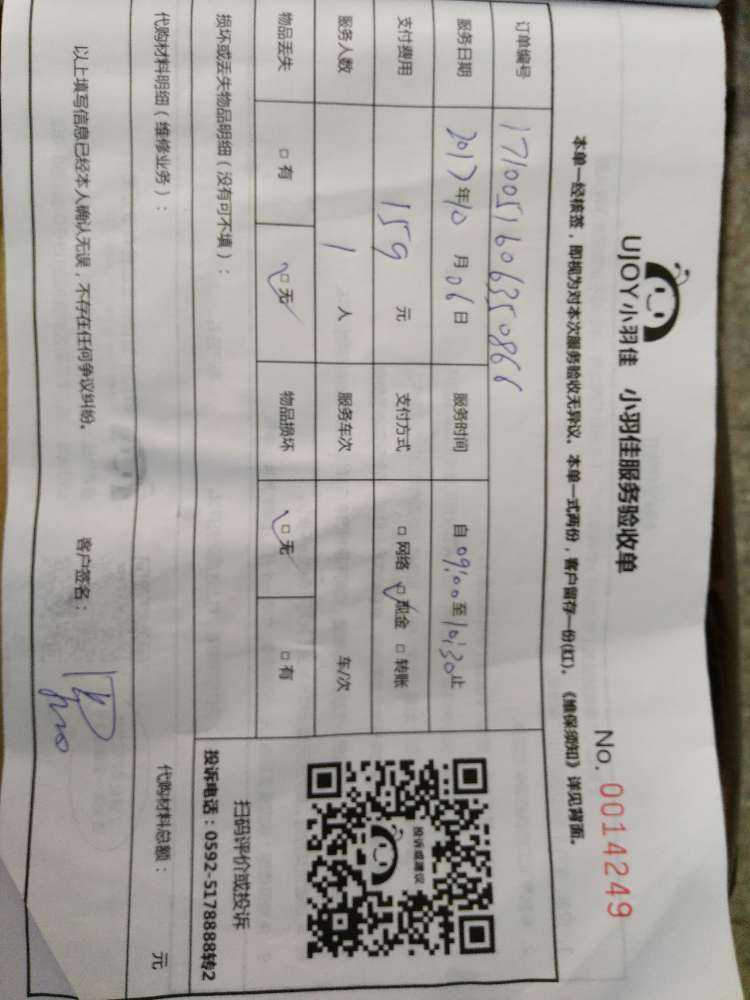 UJOY小羽佳 小羽佳服务验收单
No. 0014249
本单一经核签，即视为对本次服务验收无异议。本单一式两份，客户留存一份(红)。《维保须知》详见背面。
订单编号 1710051606350866
服务日期 2017年10月06日 服务时间 自09:00至10:30止
支付费用 159元 支付方式 □网络 □现金 □转账
服务人数 1人 服务车次 车/次
物品丢失 □有 □无 物品损坏 □无 □有
投诉或建议
扫码评价或投诉
投诉电话：0592-5178888转2
损坏或丢失物品明细（没有可不填）：
代购材料明细（维修业务）： 代购材料总额： 元
以上填写信息已经本人确认无误，不存在任何争议纠纷。 客户签名：